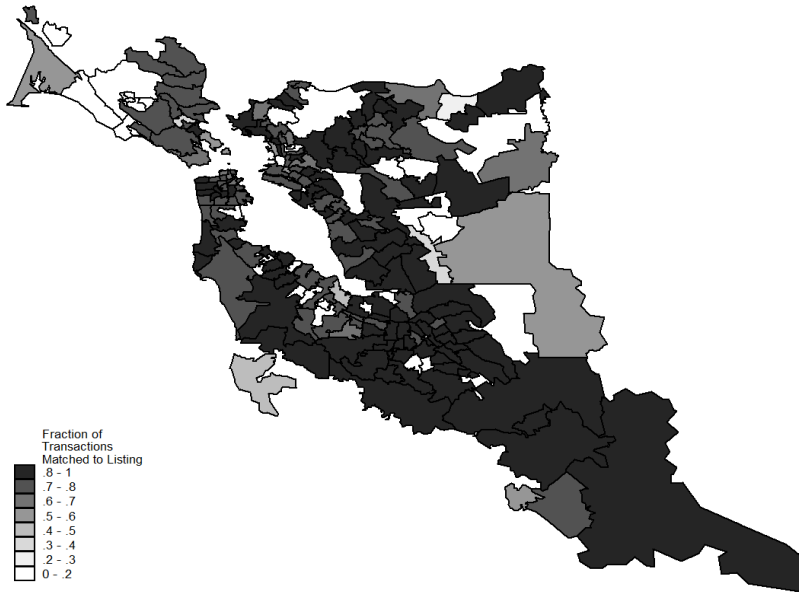 Fraction of
Transactions
Matched to Listing
.8 - 1
.7 - .8
.6 - .7
.5 - .6
.4 - .5
.3 - .4
.2 - .3
0 - .2